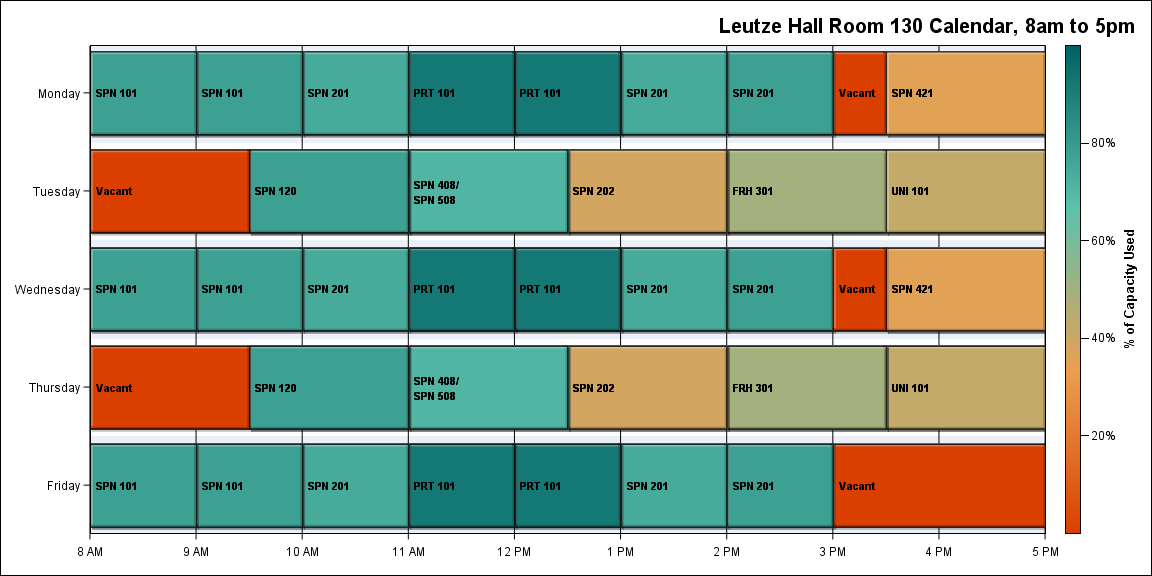 Leutze Hall Room 130 Calendar, 8am to 5pm
Monday
SPN 101
SPN 101
SPN 201
PRT 101
PRT 101
SPN 201
SPN 201
Vacant
SPN 421
Tuesday
Vacant
SPN 120
SPN 408/
SPN 508
SPN 202
FRH 301
UNI 101
Wednesday
SPN 101
SPN 101
SPN 201
PRT 101
PRT 101
SPN 201
SPN 201
Vacant
SPN 421
Thursday
Vacant
SPN 120
SPN 408/
SPN 508
SPN 202
FRH 301
UNI 101
Friday
SPN 101
SPN 101
SPN 201
PRT 101
PRT 101
SPN 201
SPN 201
Vacant
8 AM
9 AM
10 AM
11 AM
12 PM
1 PM
2 PM
3 PM
4 PM
5 PM
80%
60%
40%
20%
% of Capacity Used